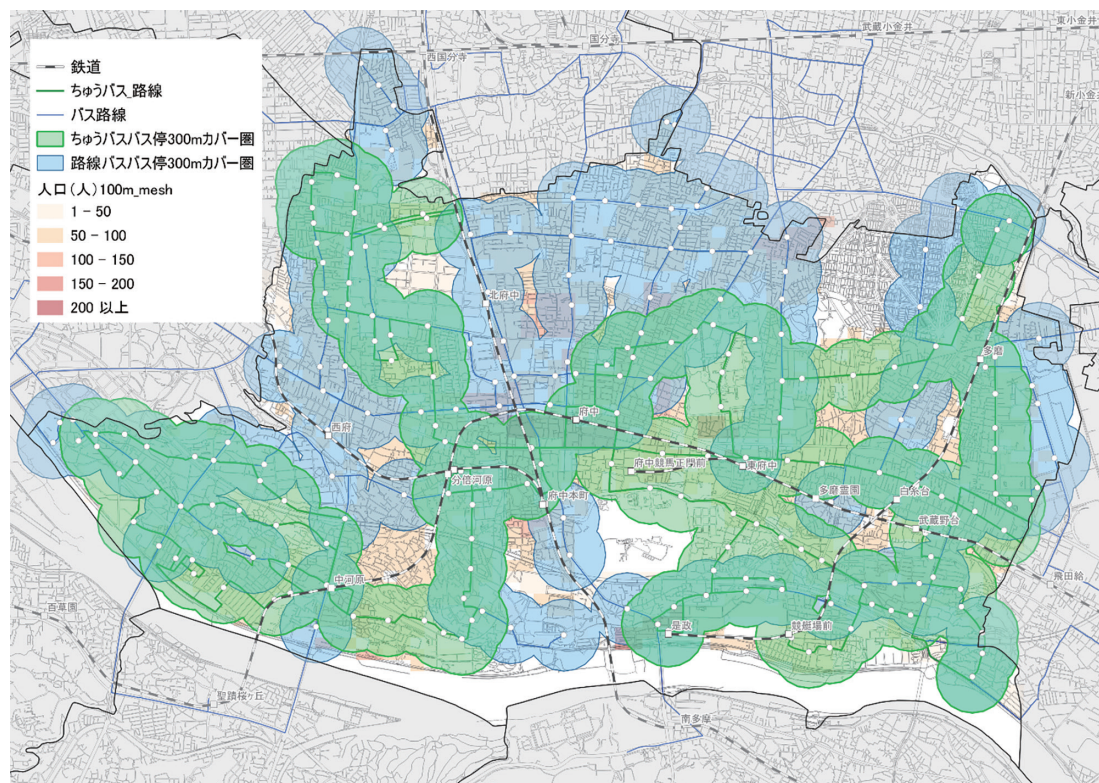 鉄道
ちゅうバス_路線
バス路線
ちゅうバスバス停300mカバー圏
路線バスバス停300mカバー圏
人口(人)100m_mesh
1 - 50
50 - 100
100 - 150
150 - 200
200 以上
東小金井
武蔵小金井
国分寺
西国分寺
新小金井
北府中
多磨
府中
西府
府中競馬正門前
東府中
分倍河原
多磨霊園
白糸台
府中本町
武蔵野台
中河原
飛田給
百草園
是政
競艇場前
聖蹟桜ヶ丘
南多摩